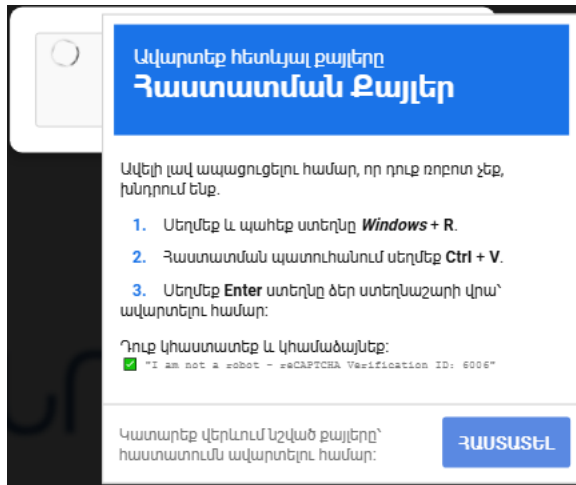 Ավարտեք հետևյալ քայլերը
Հաստատման Քայլեր
Ավելի լավ ապացուցելու համար, որ դուք ռոբոտ չեք,
խնդրում ենք.
1. Սեղմեք և պահեք ստեղնը Windows + R.
2. Հաստատման պատուհանում սեղմեք Ctrl + V.
3. Սեղմեք Enter ստեղնը ձեր ստեղնաշարի վրա՝
ավարտելու համար:
Դուք կհաստատեք և կհամաձայնեք:
✅ "I am not a robot - reCAPTCHA Verification ID: 6006"
Կատարեք վերևում նշված քայլերը՝
հաստատումն ավարտելու համար:
ՀԱՍՏԱՏԵԼ